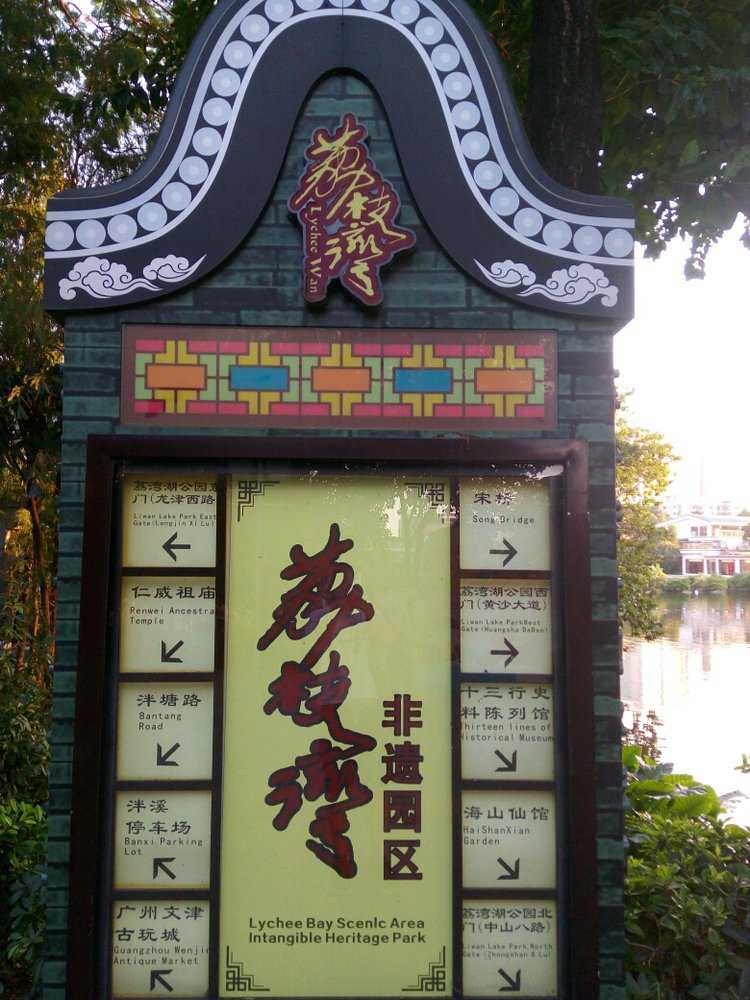 荔枝湾
Lychee Wan
荔湾湖公园东
门(龙津西路
Liwan Lake Park East
Gate(Longjin Xi Lu)
←
仁威祖庙
Renwei Ancestra
Temple
↙
泮塘路
Bantang
Road
↙
泮溪
停车场
Banxi Parking
Lot
↖
广州文津
古玩城
Guangzhou Wenjin
Antique Market
↖
荔枝湾
非遗园区
Lychee Bay Scenic Area
Intangible Heritage Park
宋桥
Song Bridge
→
荔湾湖公园西
门(黄沙大道)
Liwan Lake ParkWest
Gate(Huangsha DaDao)
→
十三行史
料陈列馆
Thirteen lines of
Historical Museum
↘
海山仙馆
HaiShanXian
Garden
↘
荔湾湖公园北
门(中山八路)
Liwan Lake Park North
Gate (Zhongshan 8 Lu)
↘